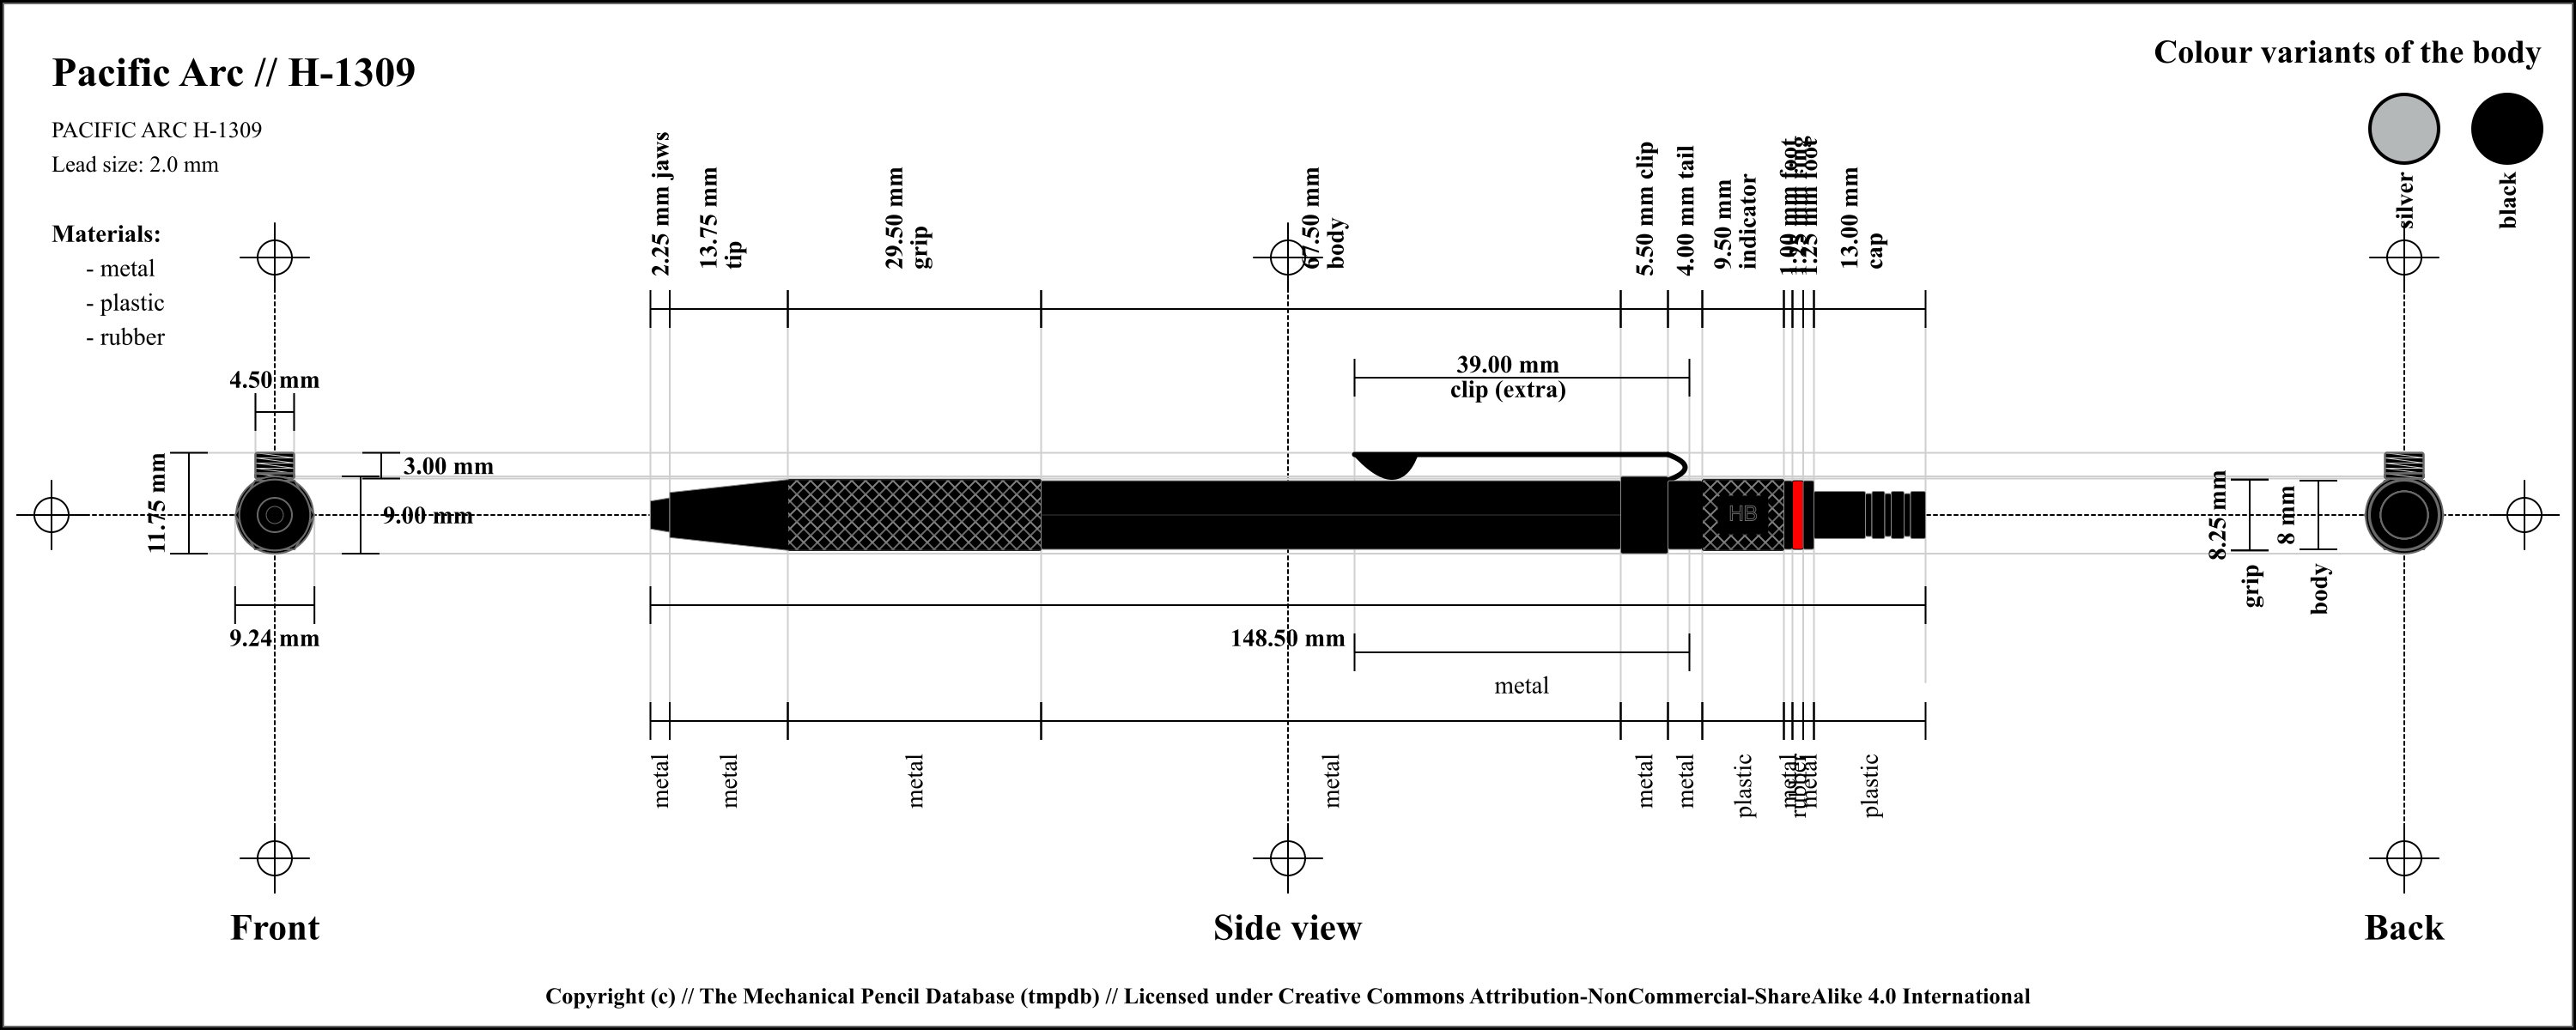 Pacific Arc // H-1309
PACIFIC ARC H-1309
Lead size: 2.0 mm
Materials:
- metal
- plastic
- rubber
Colour variants of the body
silver
black
2.25 mm jaws
13.75 mm
tip
29.50 mm
grip
67.50 mm
body
5.50 mm clip
4.00 mm tail
9.50 mm
indicator
1.00 mm foot
1.25 mm ring
1.25 mm foot
13.00 mm
cap
39.00 mm
clip (extra)
4.50 mm
3.00 mm
11.75 mm
9.00 mm
9.24 mm
HB
8.25 mm
grip
8 mm
body
148.50 mm
metal
metal
metal
metal
metal
metal
metal
plastic
metal
rubber
metal
plastic
Front
Side view
Back
Copyright (c) // The Mechanical Pencil Database (tmpdb) // Licensed under Creative Commons Attribution-NonCommercial-ShareAlike 4.0 International